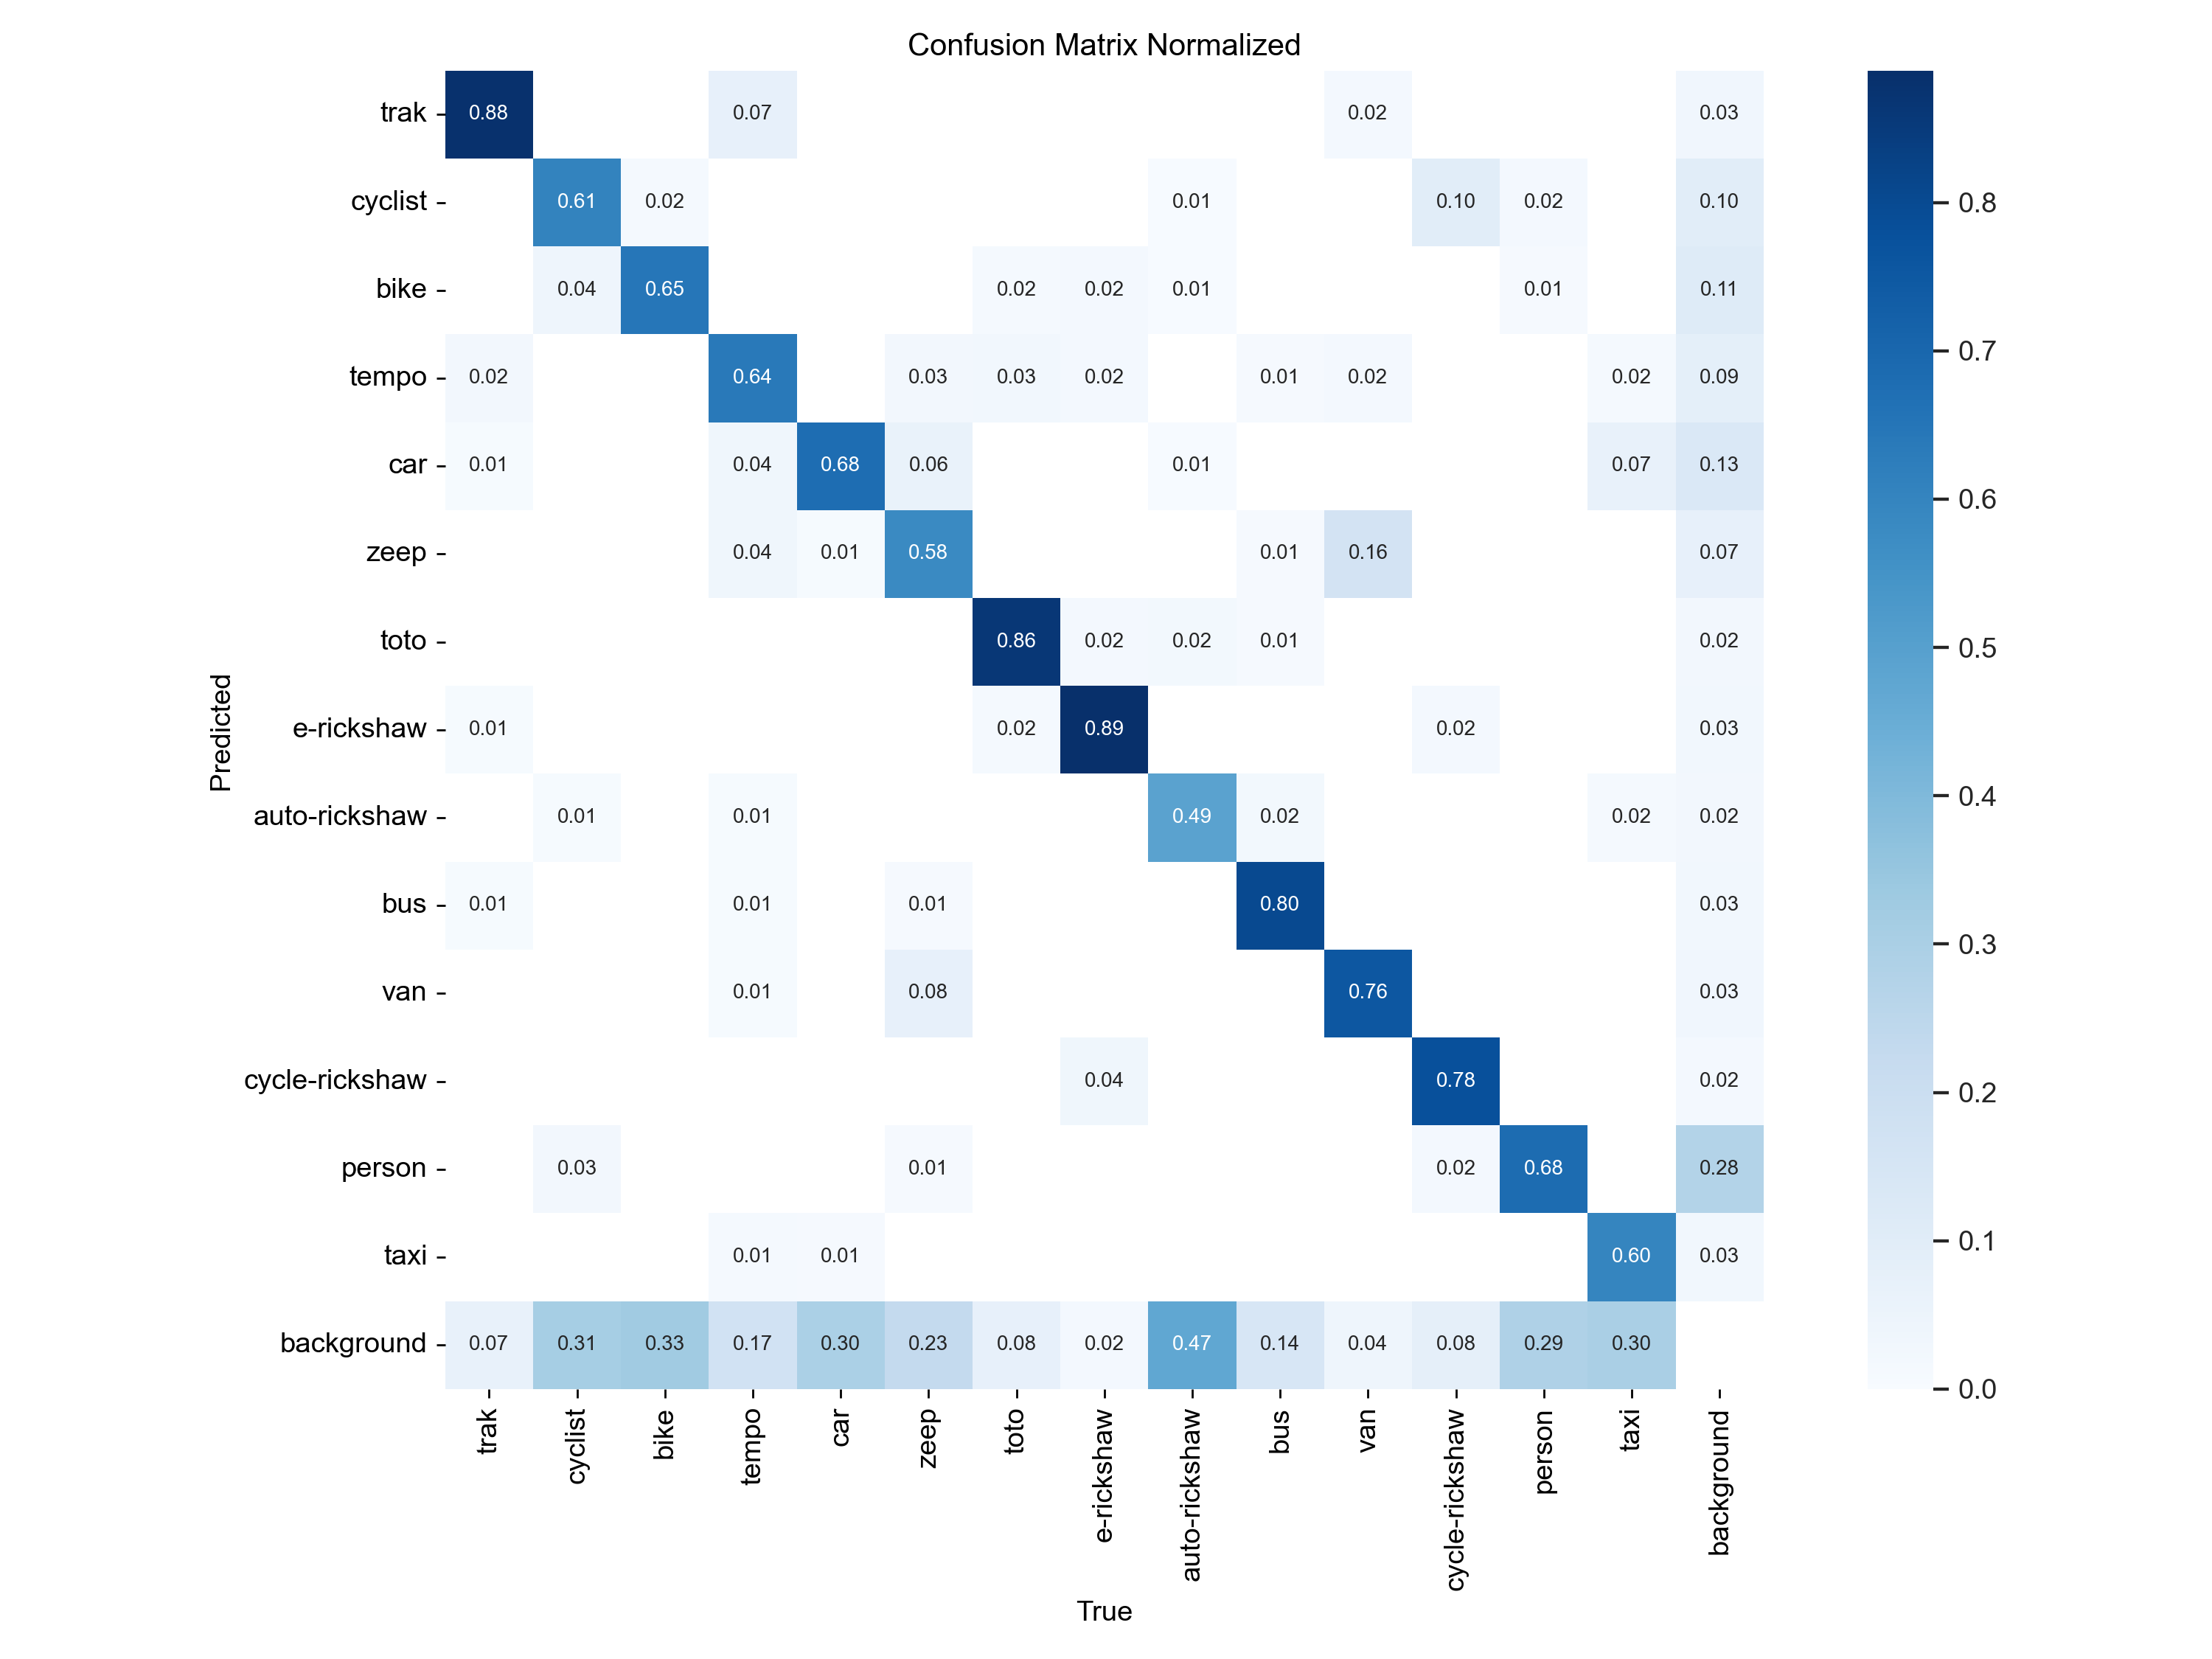 Confusion Matrix Normalized
trak 0.88 0.07 0.02 0.03
cyclist 0.61 0.02 0.01 0.10 0.02 0.10 0.8
bike 0.04 0.65 0.02 0.02 0.01 0.01 0.11
0.7
tempo 0.02 0.64 0.03 0.03 0.02 0.01 0.02 0.02 0.09
car 0.01 0.04 0.68 0.06 0.01 0.07 0.13
0.6
zeep 0.04 0.01 0.58 0.01 0.16 0.07
toto 0.86 0.02 0.02 0.01 0.02 0.5
Predicted
e-rickshaw 0.01 0.02 0.89 0.02 0.03
0.4
auto-rickshaw 0.01 0.01 0.49 0.02 0.02 0.02
bus 0.01 0.01 0.01 0.80 0.03
0.3
van 0.01 0.08 0.76 0.03
cycle-rickshaw 0.04 0.78 0.02 0.2
person 0.03 0.01 0.02 0.68 0.28
taxi 0.01 0.01 0.60 0.03 0.1
background 0.07 0.31 0.33 0.17 0.30 0.23 0.08 0.02 0.47 0.14 0.04 0.08 0.29 0.30
0.0
trak cyclist bike tempo car zeep toto e-rickshaw auto-rickshaw bus van cycle-rickshaw person taxi background
True